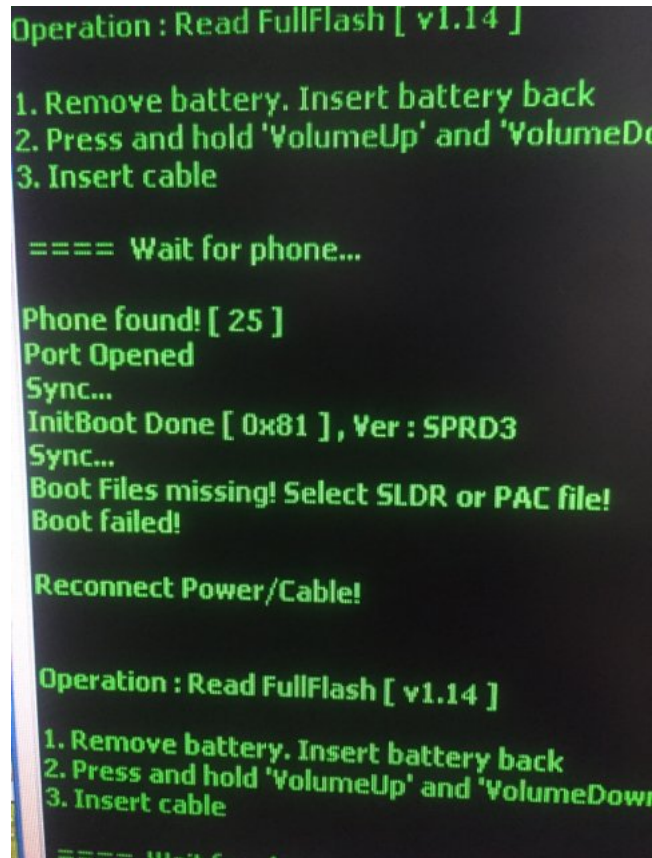 Operation : Read FullFlash [ v1.14 ]
1. Remove battery. Insert battery back
2. Press and hold 'VolumeUp' and 'VolumeDo
3. Insert cable
==== Wait for phone...
Phone found! [ 25 ]
Port Opened
Sync...
InitBoot Done [ 0x81 ] , Ver : SPRD3
Sync...
Boot Files missing! Select SLDR or PAC file!
Boot failed!
Reconnect Power/Cable!
Operation : Read FullFlash [ v1.14 ]
1. Remove battery. Insert battery back
2. Press and hold 'VolumeUp' and 'VolumeDown
3. Insert cable
==== Wait